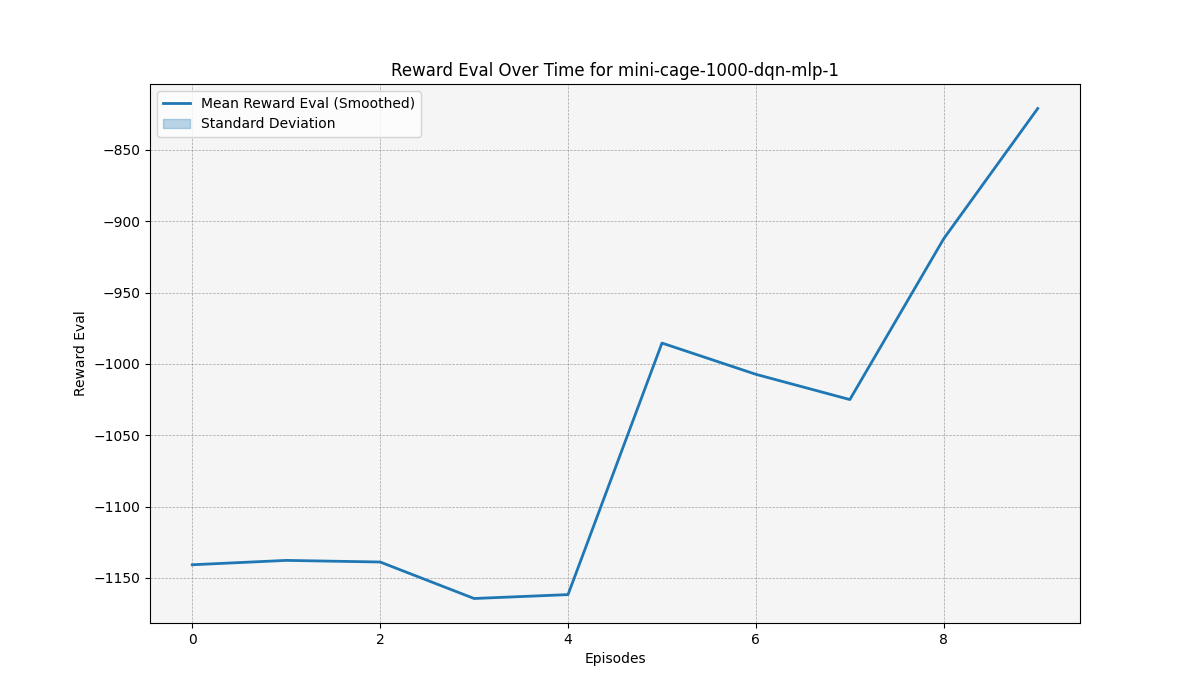 Reward Eval Over Time for mini-cage-1000-dqn-mlp-1
Mean Reward Eval (Smoothed)
Standard Deviation
Reward Eval
−850
−900
−950
−1000
−1050
−1100
−1150
0 2 4 6 8
Episodes